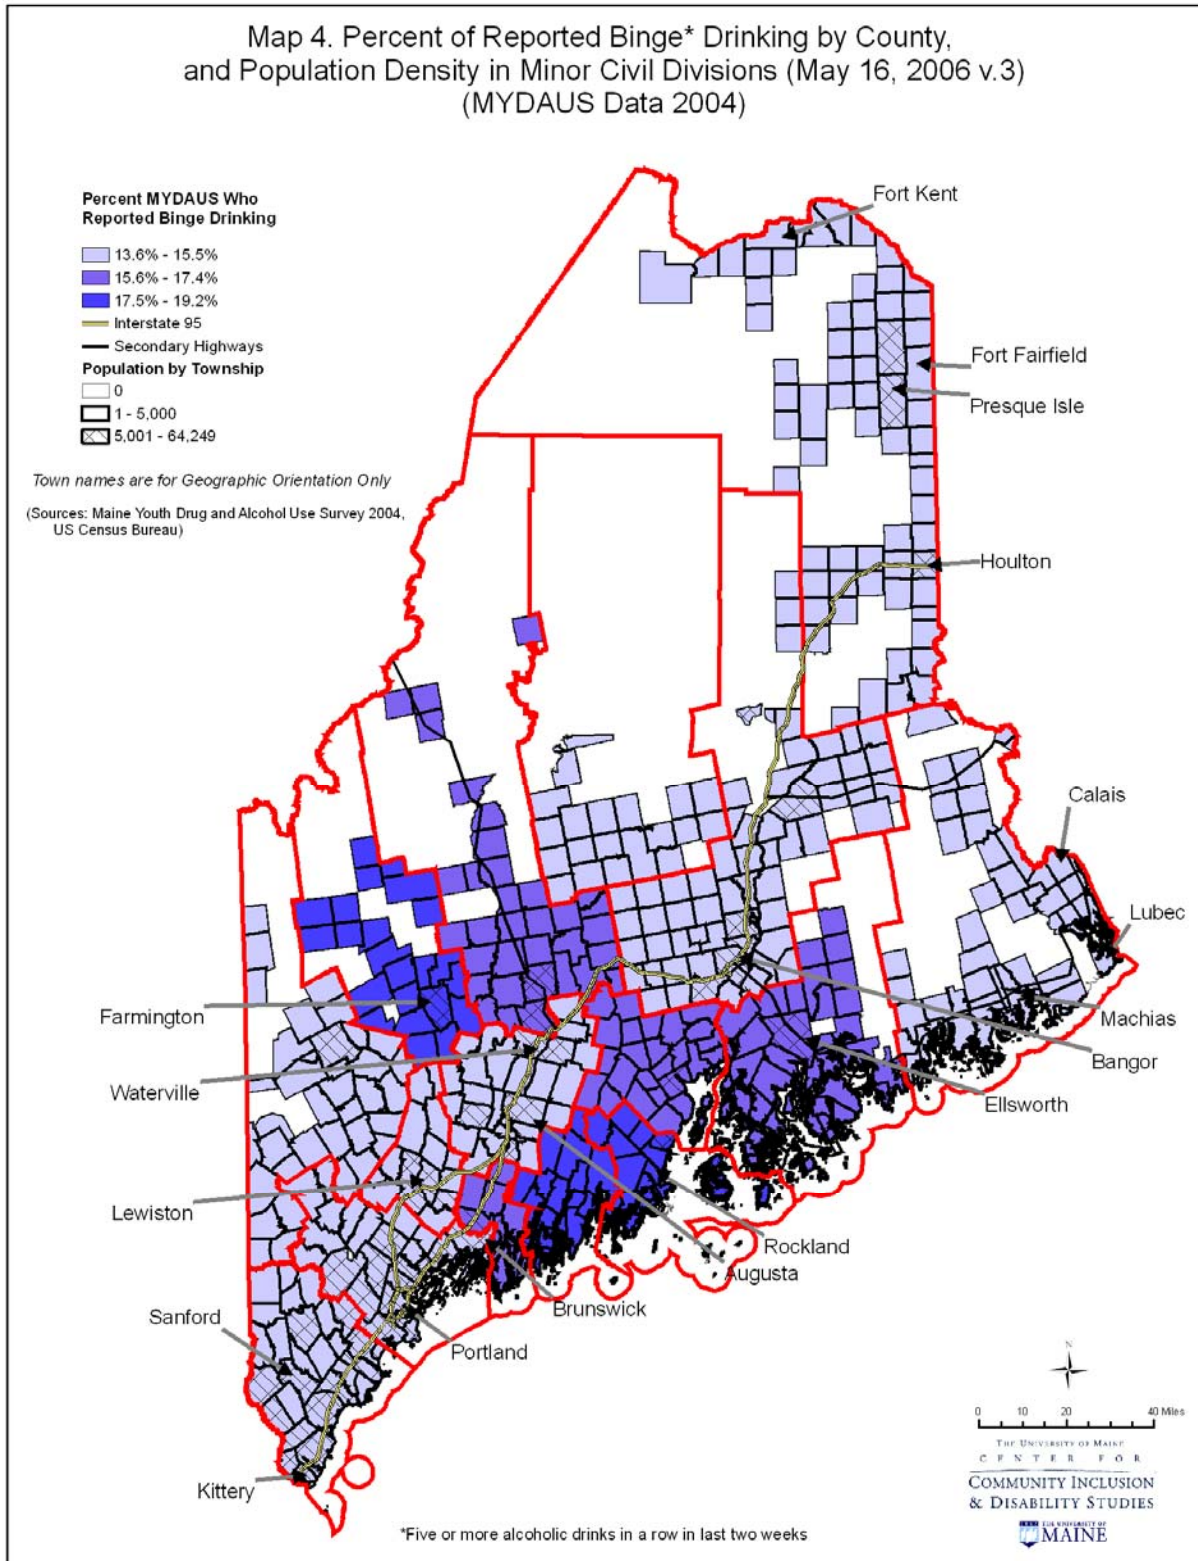 Map 4. Percent of Reported Binge* Drinking by County,
and Population Density in Minor Civil Divisions (May 16, 2006 v.3)
(MYDAUS Data 2004)
Percent MYDAUS Who
Reported Binge Drinking
13.6% - 15.5%
15.6% - 17.4%
17.5% - 19.2%
Interstate 95
Secondary Highways
Population by Township
0
1 - 5,000
5,001 - 64,249
Town names are for Geographic Orientation Only
(Sources: Maine Youth Drug and Alcohol Use Survey 2004,
US Census Bureau)
Fort Kent
Fort Fairfield
Presque Isle
Houlton
Calais
Lubec
Farmington
Machias
Bangor
Waterville
Ellsworth
Lewiston
Rockland
Augusta
Brunswick
Sanford
Portland
Kittery
N
0 10 20 40 Miles
THE UNIVERSITY OF MAINE
CENTER FOR
COMMUNITY INCLUSION
& DISABILITY STUDIES
THE UNIVERSITY OF
MAINE
*Five or more alcoholic drinks in a row in last two weeks